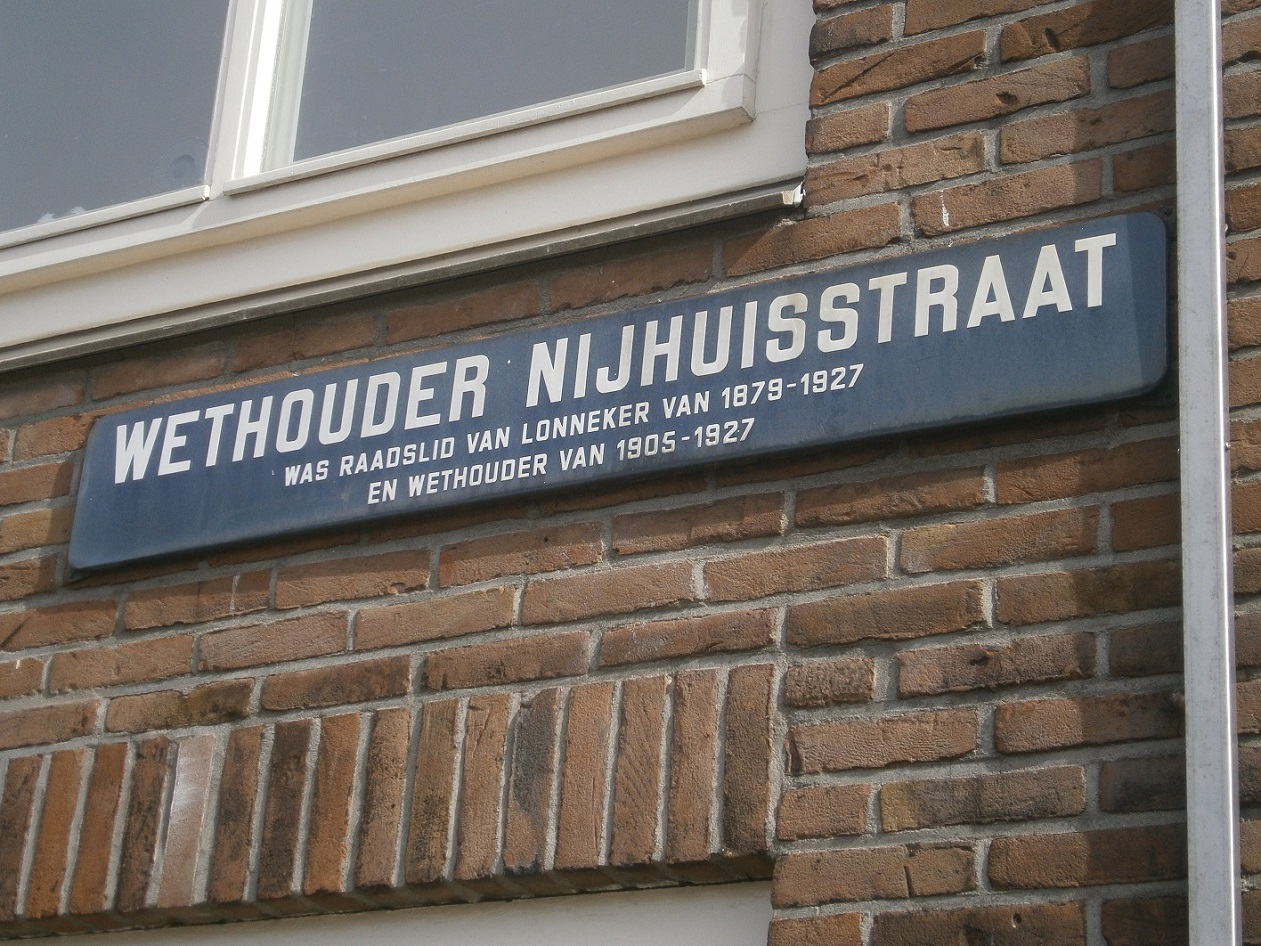 WETHOUDER NIJHUISSTRAAT
WAS RAADSLID VAN LONNEKER VAN 1879-1927
EN WETHOUDER VAN 1905-1927